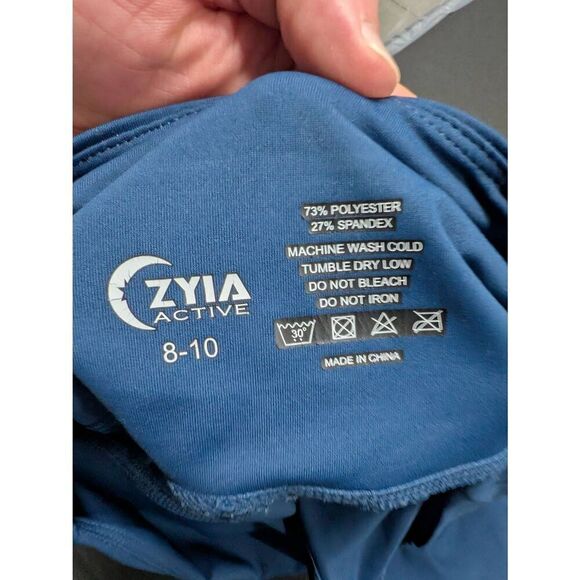 ZYIA
ACTIVE
8-10
73% POLYESTER
27% SPANDEX
MACHINE WASH COLD
TUMBLE DRY LOW
DO NOT BLEACH
DO NOT IRON
30°
MADE IN CHINA